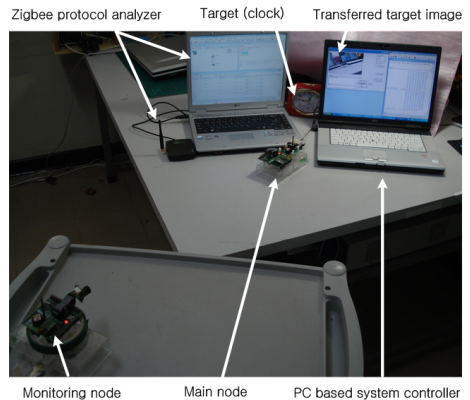 Zigbee protocol analyzer
Target (clock)
Transferred target image
Monitoring node
Main node
PC based system controller